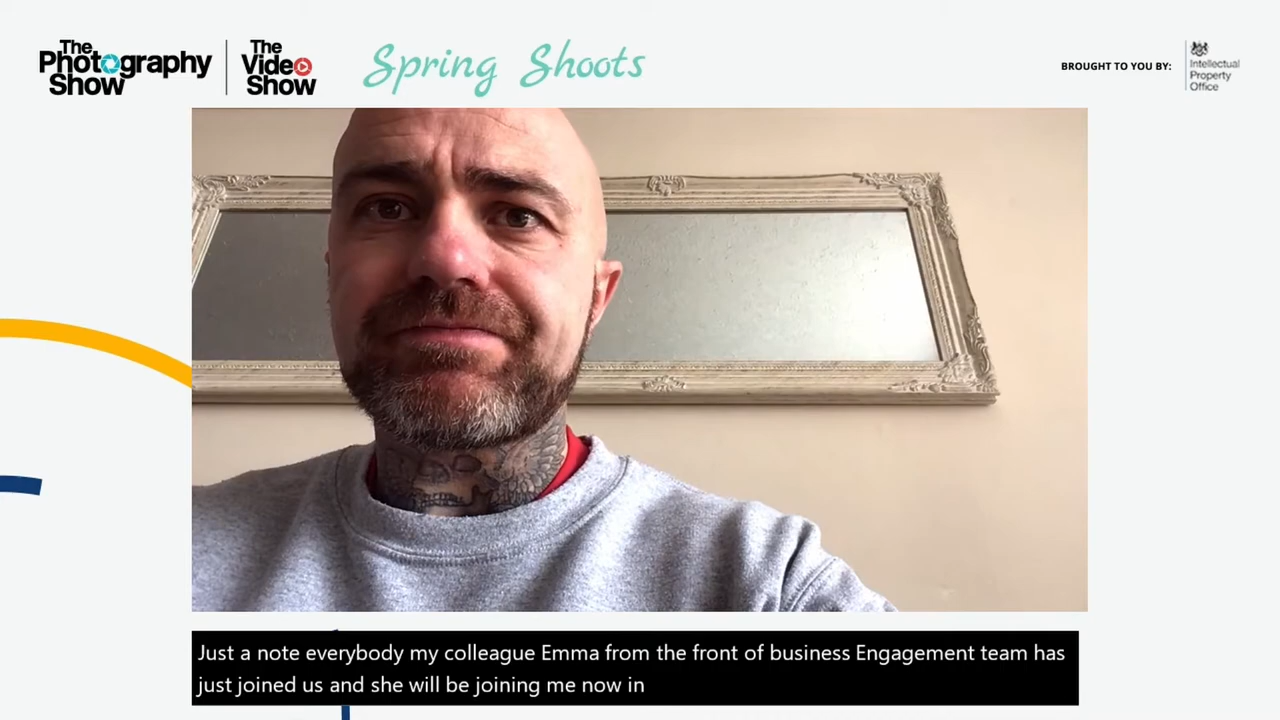 The
Photography
Show
The
Video
Show
Spring Shoots
BROUGHT TO YOU BY:
Intellectual
Property
Office
Just a note everybody my colleague Emma from the front of business Engagement team has
just joined us and she will be joining me now in